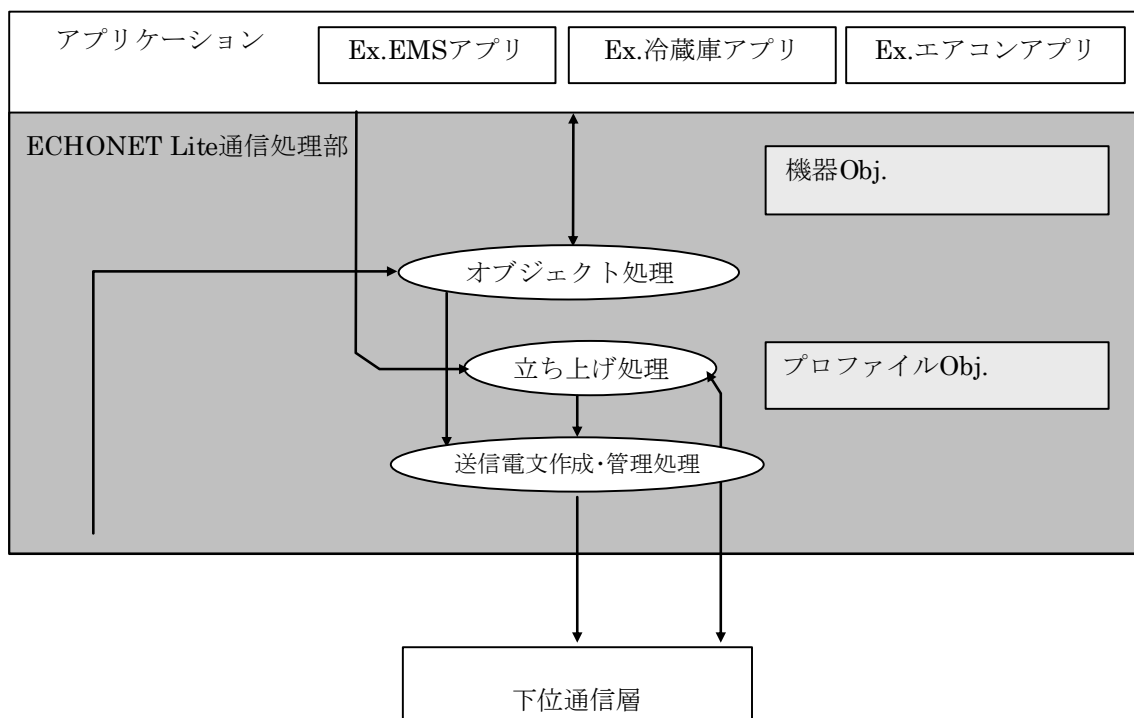 アプリケーション
Ex.EMSアプリ
Ex.冷蔵庫アプリ
Ex.エアコンアプリ
ECHONET Lite通信処理部
機器Obj.
オブジェクト処理
立ち上げ処理
プロファイルObj.
送信電文作成・管理処理
下位通信層